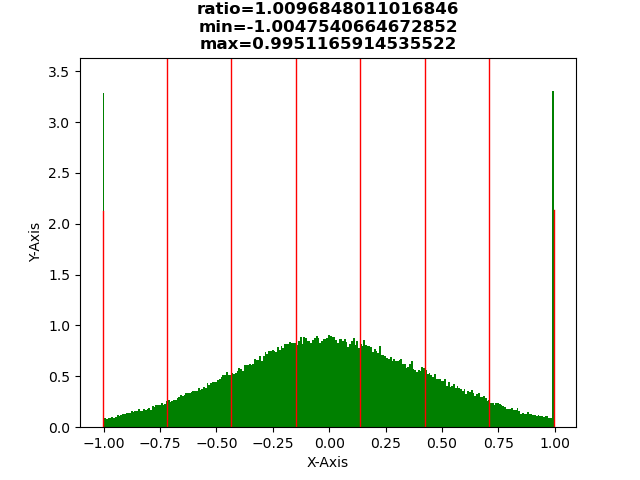 ratio=1.0096848011016846
min=-1.0047540664672852
max=0.9951165914535522
3.5
3.0
2.5
2.0
1.5
1.0
0.5
0.0
Y-Axis
−1.00 −0.75 −0.50 −0.25 0.00 0.25 0.50 0.75 1.00
X-Axis